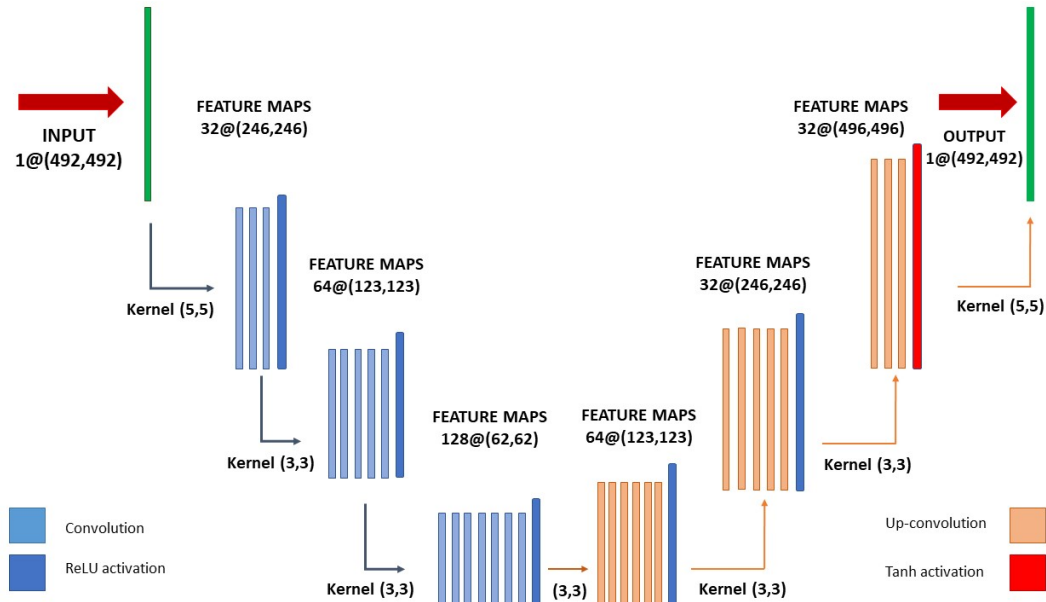 INPUT
1@(492,492)
Kernel (5,5)
FEATURE MAPS
32@(246,246)
Kernel (3,3)
FEATURE MAPS
64@(123,123)
Kernel (3,3)
FEATURE MAPS
128@(62,62)
(3,3)
FEATURE MAPS
64@(123,123)
Kernel (3,3)
FEATURE MAPS
32@(246,246)
Kernel (3,3)
FEATURE MAPS
32@(496,496)
Kernel (5,5)
OUTPUT
1@(492,492)
Convolution
ReLU activation
Up-convolution
Tanh activation